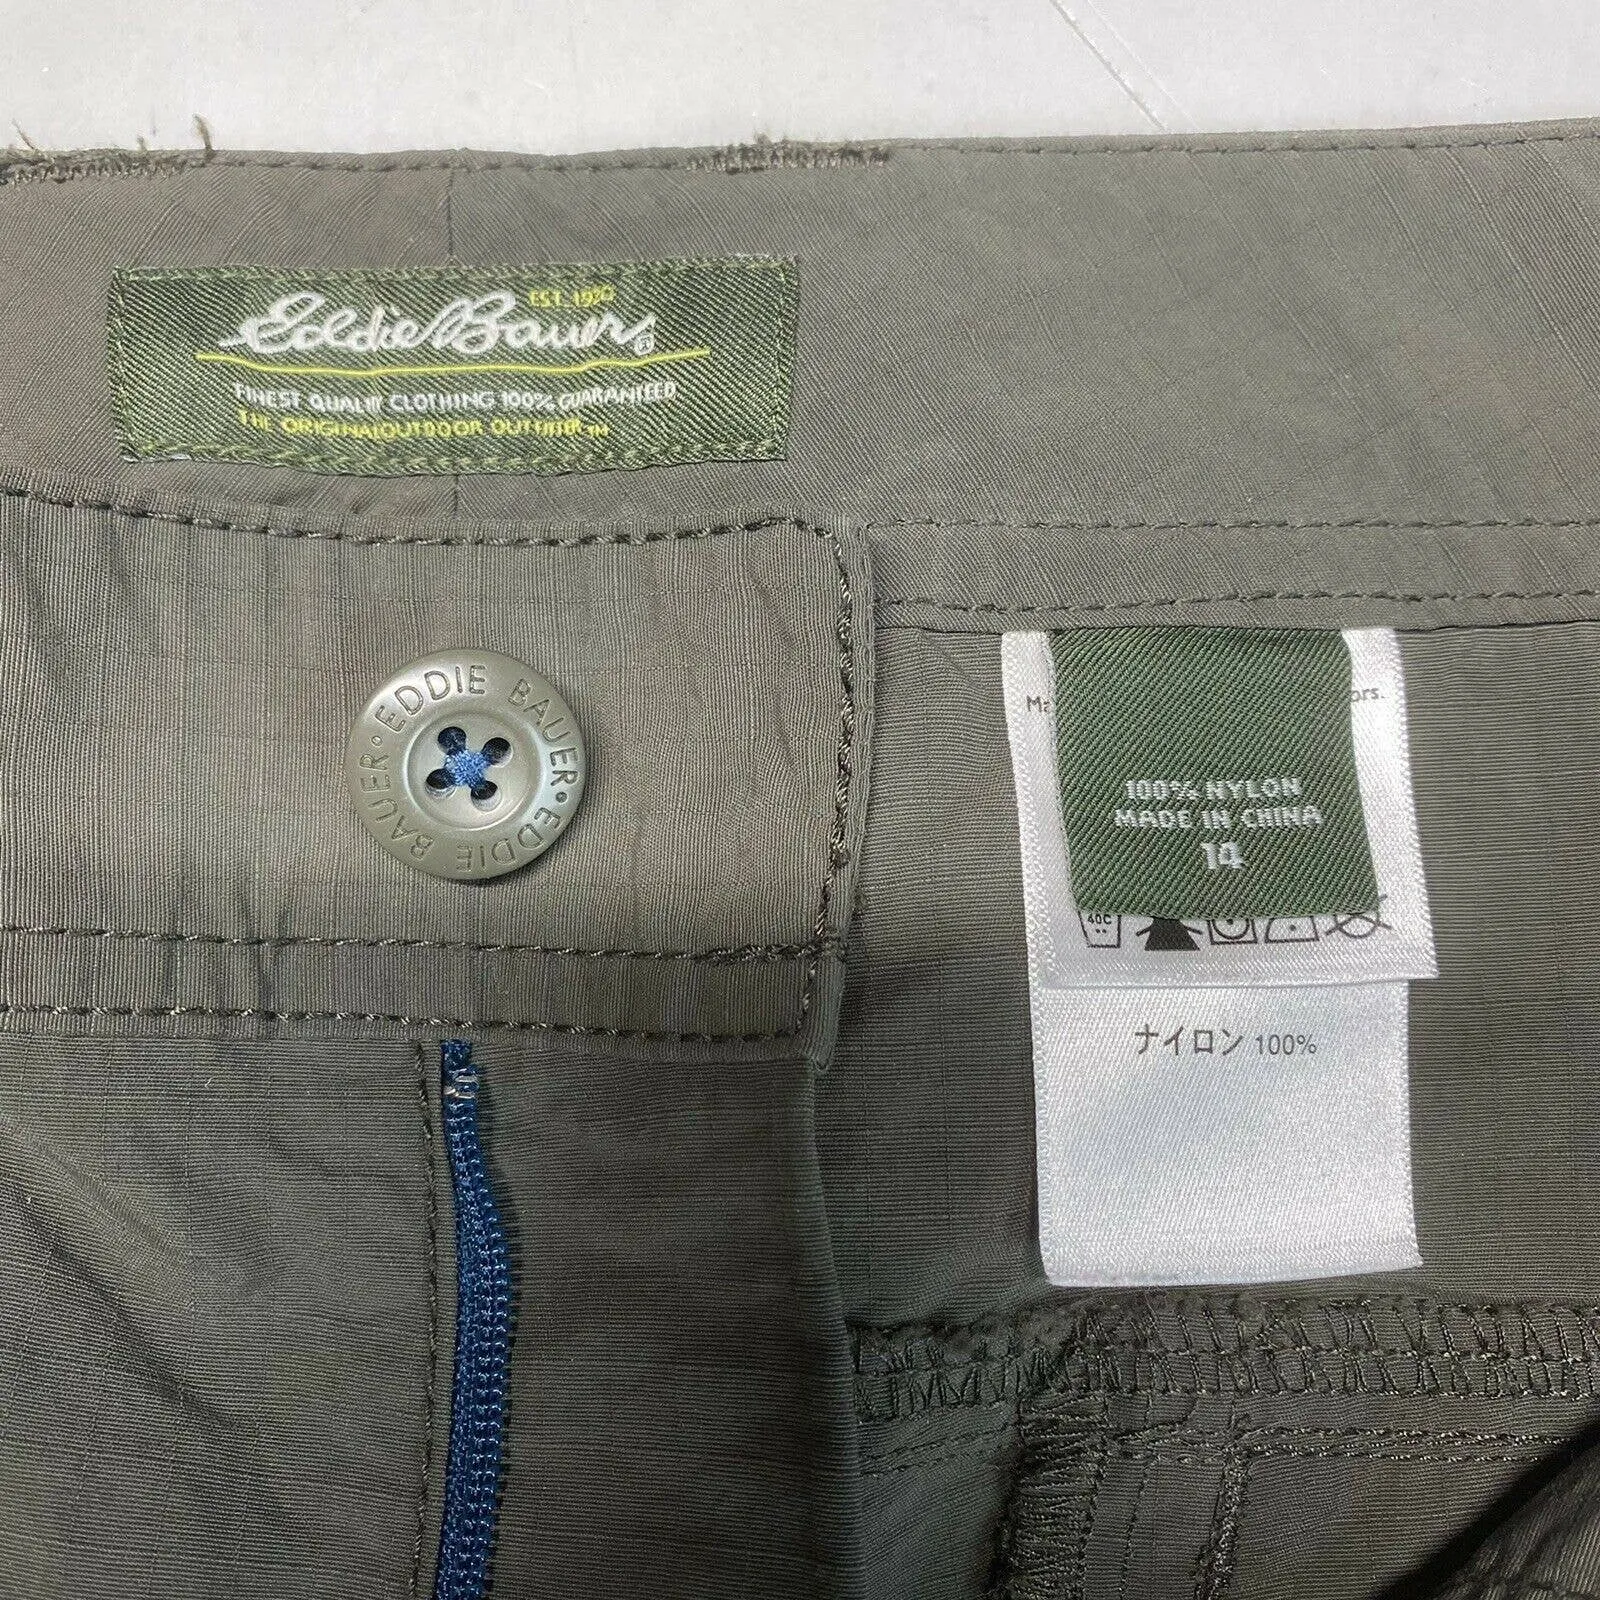 EST. 1920
Eddie Bauer®
FINEST QUALITY CLOTHING 100% GUARANTEED
THE ORIGINAL OUTDOOR OUTFITTER TM
EDDIE BAUER • EDDIE BAUER •
100% NYLON
MADE IN CHINA
14
40C
ナイロン 100%